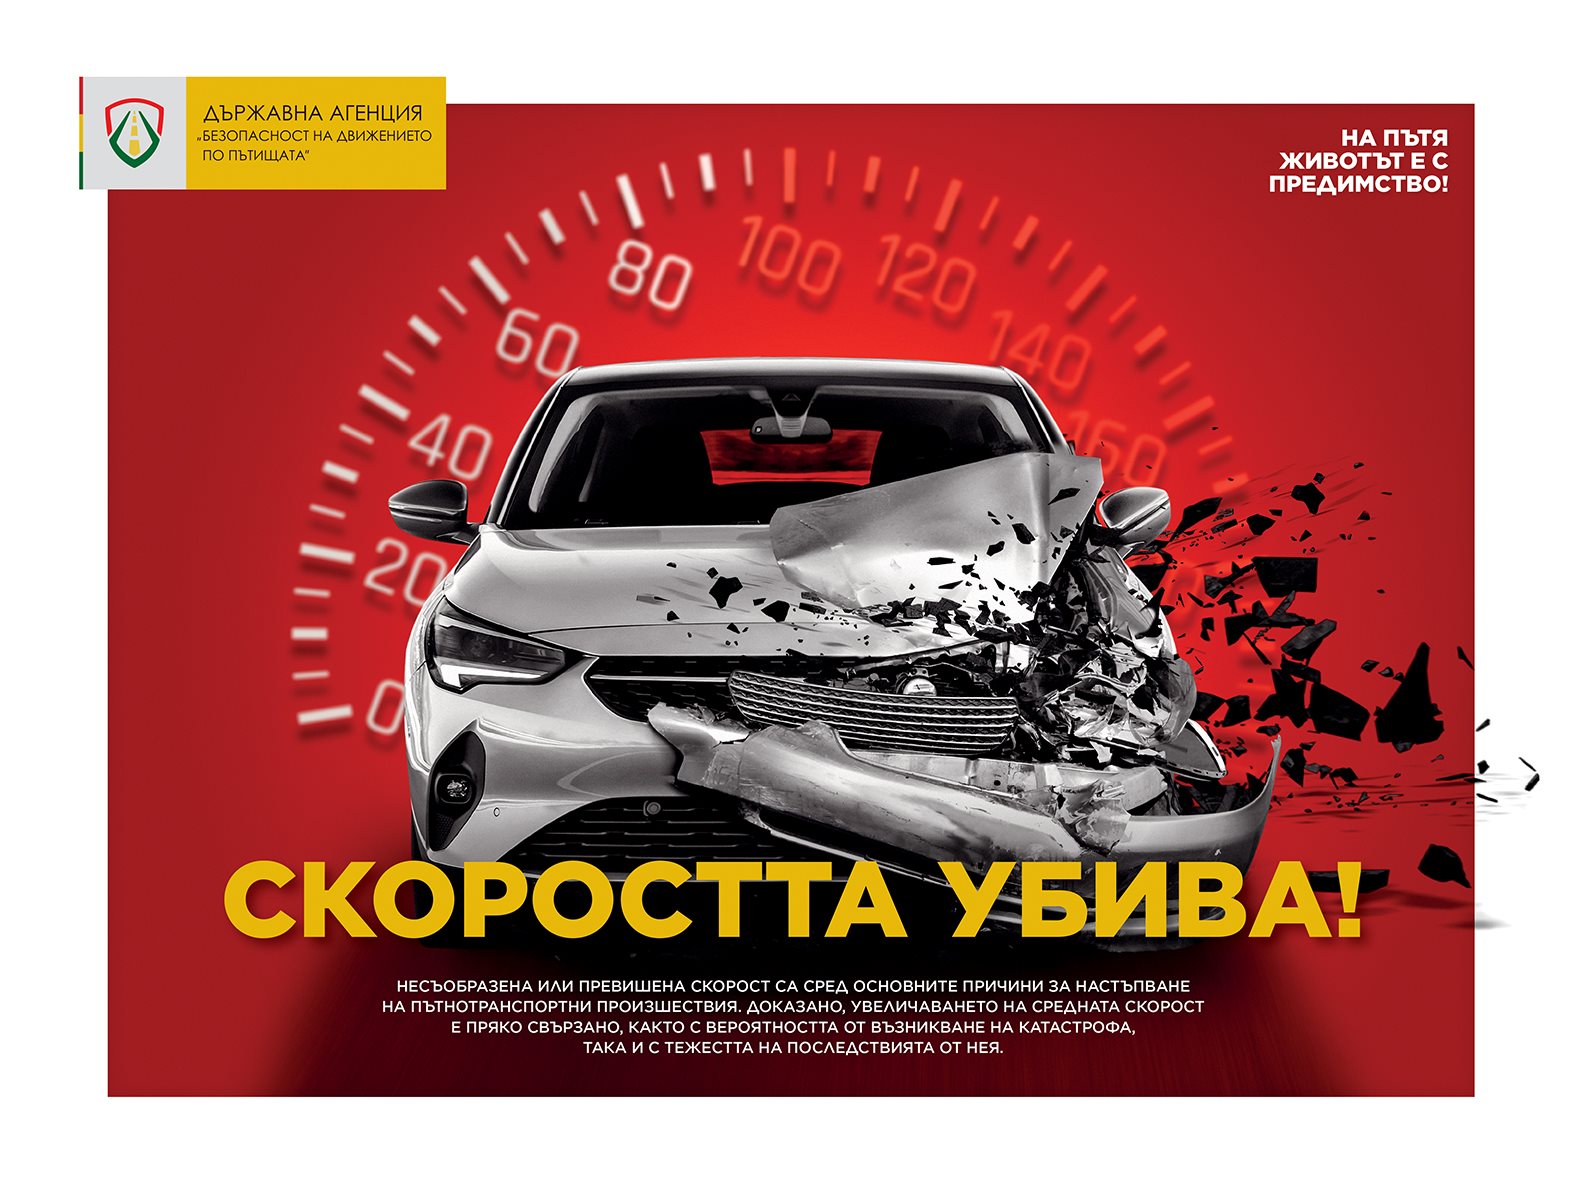 ДЪРЖАВНА АГЕНЦИЯ
„БЕЗОПАСНОСТ НА ДВИЖЕНИЕТО
ПО ПЪТИЩАТА"
НА ПЪТЯ
ЖИВОТЪТ Е С
ПРЕДИМСТВО!
0
20
40
60
80
100
120
140
160
СКОРОСТТА УБИВА!
НЕСЪОБРАЗЕНА ИЛИ ПРЕВИШЕНА СКОРОСТ СА СРЕД ОСНОВНИТЕ ПРИЧИНИ ЗА НАСТЪПВАНЕ
НА ПЪТНОТРАНСПОРТНИ ПРОИЗШЕСТВИЯ. ДОКАЗАНО, УВЕЛИЧАВАНЕТО НА СРЕДНАТА СКОРОСТ
Е ПРЯКО СВЪРЗАНО, КАКТО С ВЕРОЯТНОСТТА ОТ ВЪЗНИКВАНЕ НА КАТАСТРОФА,
ТАКА И С ТЕЖЕСТТА НА ПОСЛЕДСТВИЯТА ОТ НЕЯ.